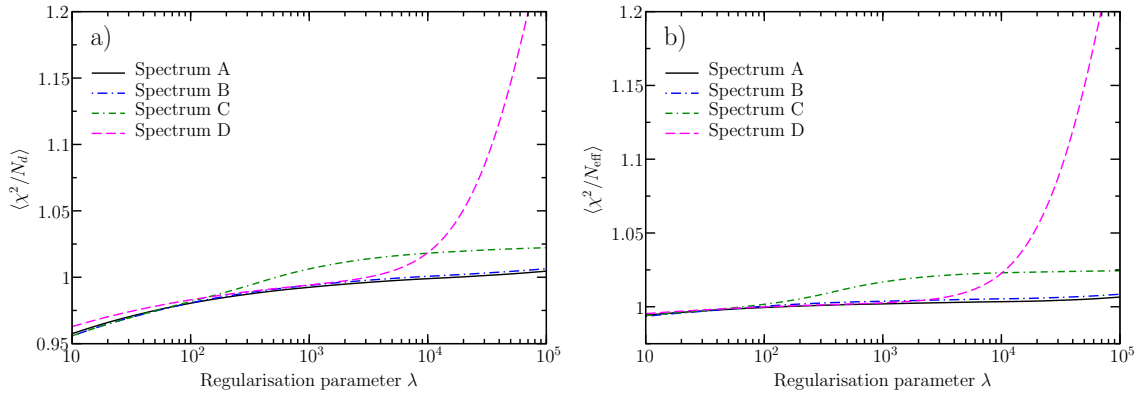 a)
1.2
1.15
1.1
1.05
1
0.95
⟨χ²/N_d⟩
Spectrum A
Spectrum B
Spectrum C
Spectrum D
10 10² 10³ 10⁴ 10⁵
Regularisation parameter λ
b)
1.2
1.15
1.1
1.05
1
⟨χ²/N_eff⟩
Spectrum A
Spectrum B
Spectrum C
Spectrum D
10 10² 10³ 10⁴ 10⁵
Regularisation parameter λ